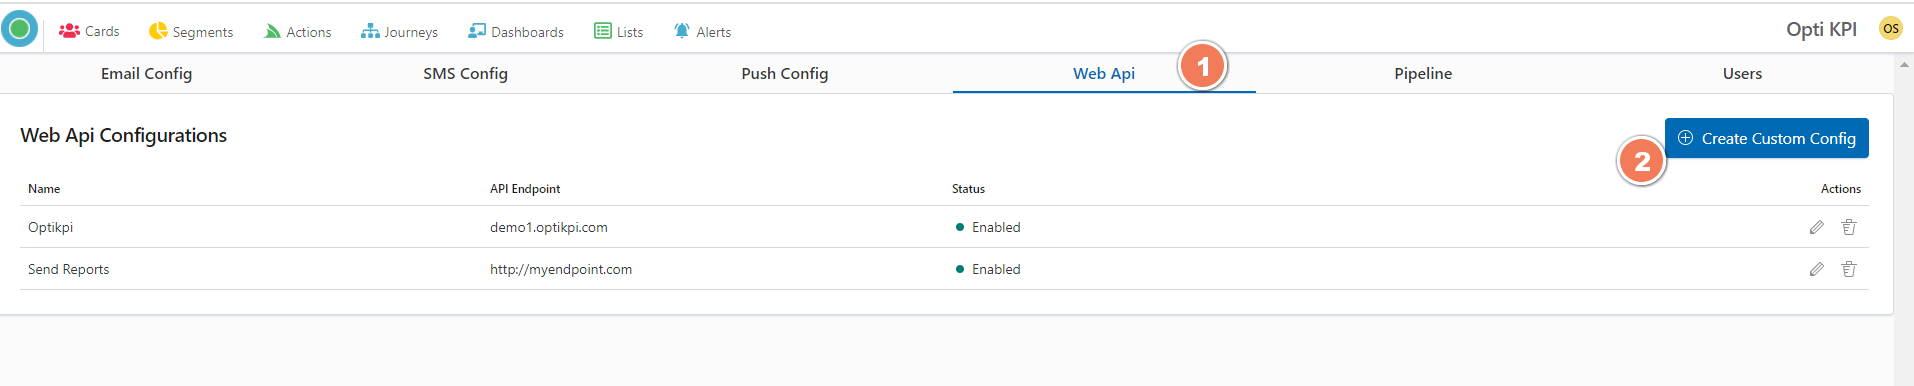 Cards Segments Actions Journeys Dashboards Lists Alerts Opti KPI OS
Email Config SMS Config Push Config Web Api 1 Pipeline Users
Web Api Configurations
2 Create Custom Config
Name API Endpoint Status Actions
Optikpi demo1.optikpi.com Enabled
Send Reports http://myendpoint.com Enabled